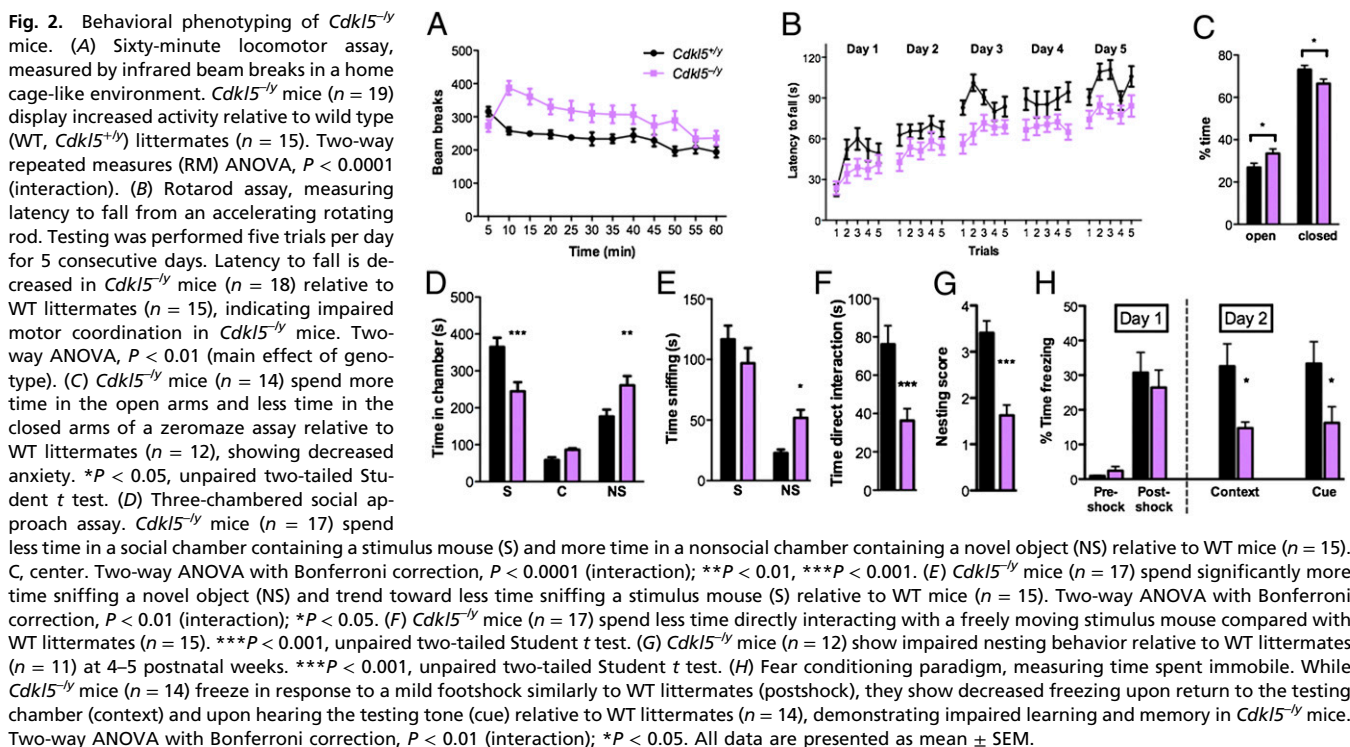 Fig. 2. Behavioral phenotyping of Cdkl5⁻/ʸ
mice. (A) Sixty-minute locomotor assay,
measured by infrared beam breaks in a home
cage-like environment. Cdkl5⁻/ʸ mice (n = 19)
display increased activity relative to wild type
(WT, Cdkl5⁺/ʸ) littermates (n = 15). Two-way
repeated measures (RM) ANOVA, P < 0.0001
(interaction). (B) Rotarod assay, measuring
latency to fall from an accelerating rotating
rod. Testing was performed five trials per day
for 5 consecutive days. Latency to fall is de-
creased in Cdkl5⁻/ʸ mice (n = 18) relative to
WT littermates (n = 15), indicating impaired
motor coordination in Cdkl5⁻/ʸ mice. Two-
way ANOVA, P < 0.01 (main effect of geno-
type). (C) Cdkl5⁻/ʸ mice (n = 14) spend more
time in the open arms and less time in the
closed arms of a zeromaze assay relative to
WT littermates (n = 12), showing decreased
anxiety. *P < 0.05, unpaired two-tailed Stu-
dent t test. (D) Three-chambered social ap-
proach assay. Cdkl5⁻/ʸ mice (n = 17) spend
less time in a social chamber containing a stimulus mouse (S) and more time in a nonsocial chamber containing a novel object (NS) relative to WT mice (n = 15).
C, center. Two-way ANOVA with Bonferroni correction, P < 0.0001 (interaction); **P < 0.01, ***P < 0.001. (E) Cdkl5⁻/ʸ mice (n = 17) spend significantly more
time sniffing a novel object (NS) and trend toward less time sniffing a stimulus mouse (S) relative to WT mice (n = 15). Two-way ANOVA with Bonferroni
correction, P < 0.01 (interaction); *P < 0.05. (F) Cdkl5⁻/ʸ mice (n = 17) spend less time directly interacting with a freely moving stimulus mouse compared with
WT littermates (n = 15). ***P < 0.001, unpaired two-tailed Student t test. (G) Cdkl5⁻/ʸ mice (n = 12) show impaired nesting behavior relative to WT littermates
(n = 11) at 4–5 postnatal weeks. ***P < 0.001, unpaired two-tailed Student t test. (H) Fear conditioning paradigm, measuring time spent immobile. While
Cdkl5⁻/ʸ mice (n = 14) freeze in response to a mild footshock similarly to WT littermates (postshock), they show decreased freezing upon return to the testing
chamber (context) and upon hearing the testing tone (cue) relative to WT littermates (n = 14), demonstrating impaired learning and memory in Cdkl5⁻/ʸ mice.
Two-way ANOVA with Bonferroni correction, P < 0.01 (interaction); *P < 0.05. All data are presented as mean ± SEM.
A
Cdkl5⁺/ʸ
Cdkl5⁻/ʸ
Beam breaks
500
400
300
200
100
0
5 10 15 20 25 30 35 40 45 50 55 60
Time (min)
B
Day 1 Day 2 Day 3 Day 4 Day 5
Latency to fall (s)
120
90
60
30
0
1 2 3 4 5 1 2 3 4 5 1 2 3 4 5 1 2 3 4 5 1 2 3 4 5
Trials
C
% time
80
60
40
20
0
* *
open closed
D
Time in chamber (s)
500
400
300
200
100
0
*** **
S C NS
E
Time sniffing (s)
150
100
50
0
*
S NS
F
Time direct interaction (s)
100
80
60
40
20
0
***
G
Nesting score
4
3
2
1
0
***
H
% Time freezing
50
40
30
20
10
0
Day 1 Day 2
* *
Pre- Post- Context Cue
shock shock